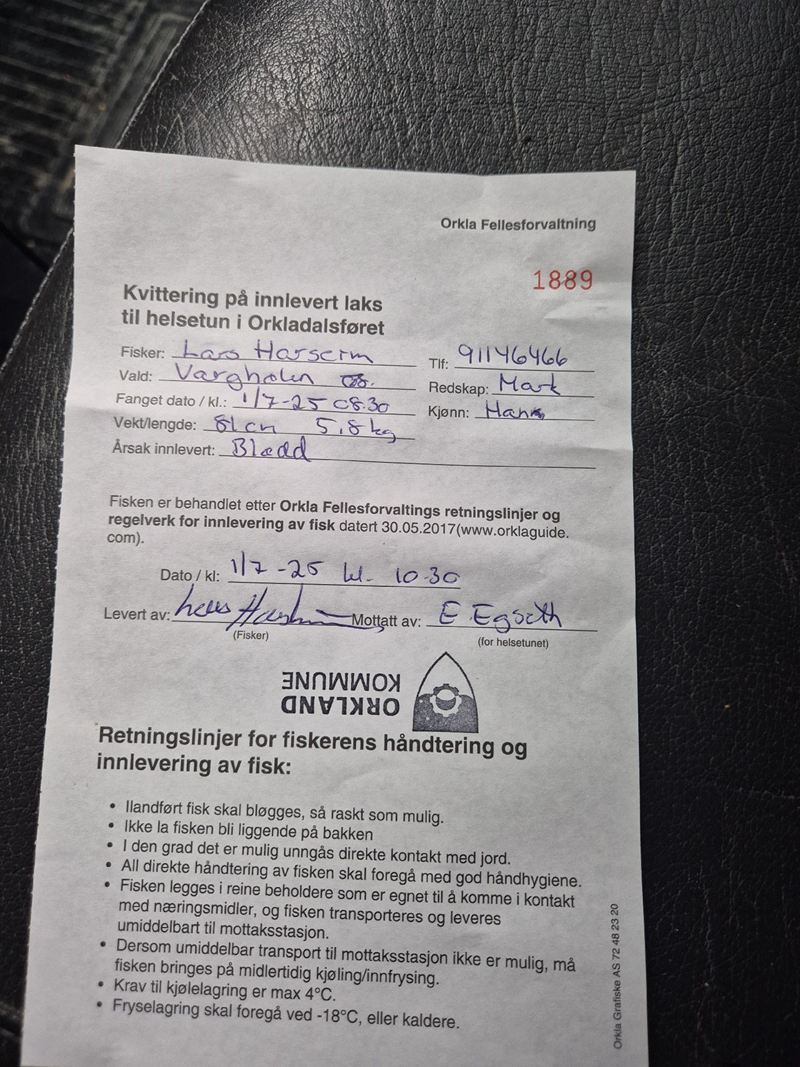 Orkla Fellesforvaltning
1889
Kvittering på innlevert laks
til helsetun i Orkladalsføret
Fisker: Lars
Tlf: 91146466
Vald: Vargholen
Redskap: Mark
Fanget dato / kl.: 1/7-25 08.30
Kjønn: Hann
Vekt/lengde: 81cn 5,8 kg
Årsak innlevert: Blødd
Fisken er behandlet etter Orkla Fellesforvaltings retningslinjer og
regelverk for innlevering av fisk datert 30.05.2017(www.orklaguide.
com).
Dato / kl: 1/7-25 kl. 10.30
Levert av: Lars
Mottatt av: E. Egseth
(Fisker)
(for helsetunet)
ORKLAND
KOMMUNE
Retningslinjer for fiskerens håndtering og
innlevering av fisk:
• Ilandført fisk skal bløgges, så raskt som mulig.
• Ikke la fisken bli liggende på bakken
• I den grad det er mulig unngås direkte kontakt med jord.
• All direkte håndtering av fisken skal foregå med god håndhygiene.
• Fisken legges i reine beholdere som er egnet til å komme i kontakt
med næringsmidler, og fisken transporteres og leveres
umiddelbart til mottaksstasjon.
• Dersom umiddelbar transport til mottaksstasjon ikke er mulig, må
fisken bringes på midlertidig kjøling/innfrysing.
• Krav til kjølelagring er max 4°C.
• Fryselagring skal foregå ved -18°C, eller kaldere.
Orkla Grafiske AS 72 48 23 20